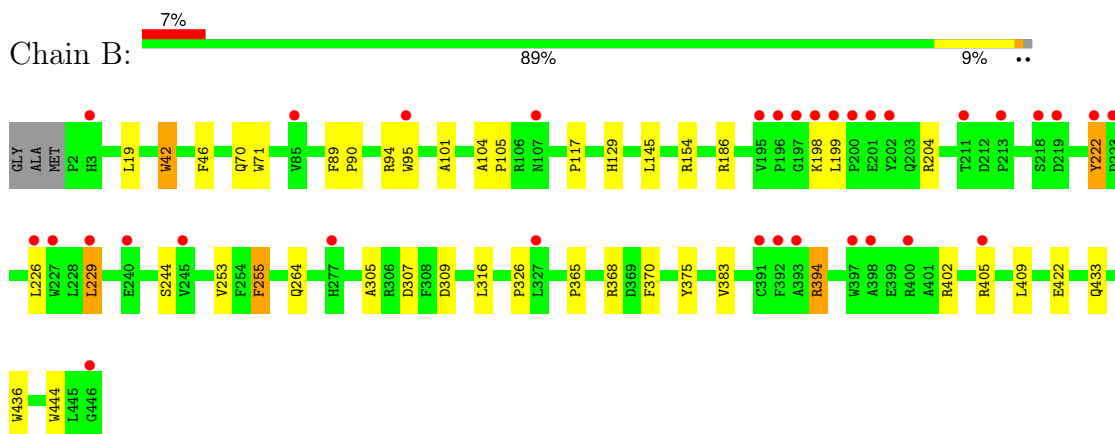 7%
Chain B:
89% 9% ••
GLY ALA MET P2 H3 L19 W42 F46 Q70 W71 V85 F89 P90 R94 W95 A101 A104 P105 R106 N107 P117 H129 L145 R154 R186 V195 P196 G197 K198 L199 P200 E201 Y202 Q203 R204 T211 D212 P213 S218 D219 Y222
L226 W227 L228 L229 E240 S244 V245 V253 F254 F255 Q264 H277 A305 R306 D307 F308 D309 L316 P326 L327 P365 R368 D369 F370 Y375 V383 C391 F392 A393 R394 W397 A398 E399 R400 A401 R402 R405 L409 E422 Q433
W436 W444 L445 G446